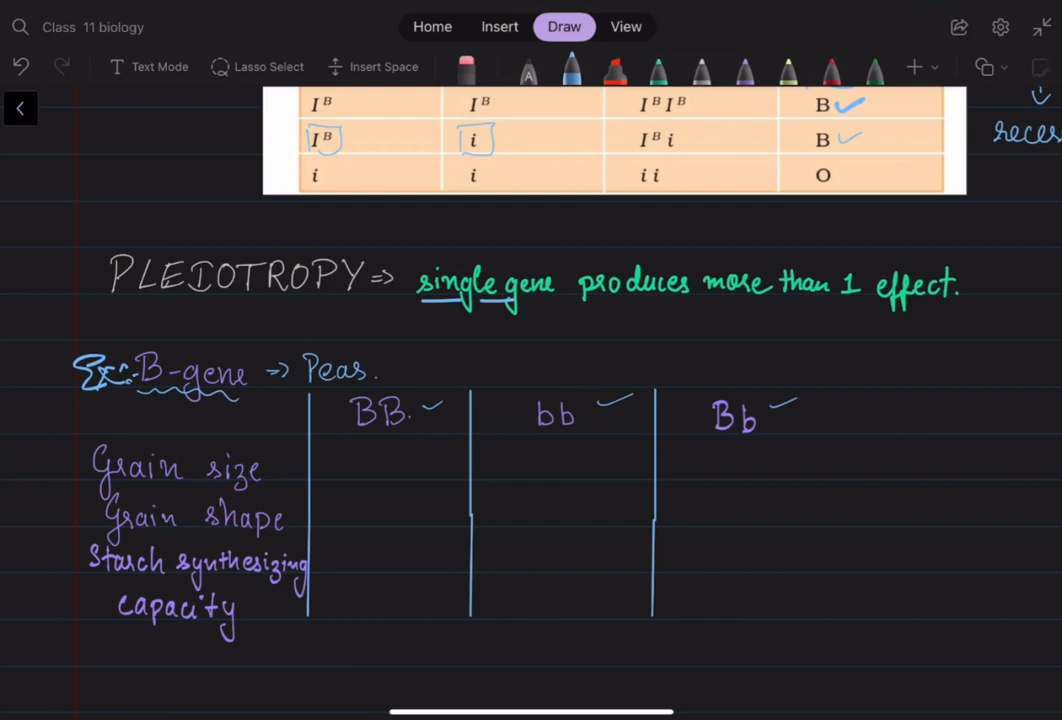 Class 11 biology
Home Insert Draw View
Text Mode Lasso Select Insert Space A
I^B I^B I^B I^B B
I^B i I^B i B
i i i i O
PLEIOTROPY => single gene produces more than 1 effect.
Ex:- B-gene => Peas.
BB. bb Bb
Grain size
Grain shape
Starch synthesizing
capacity